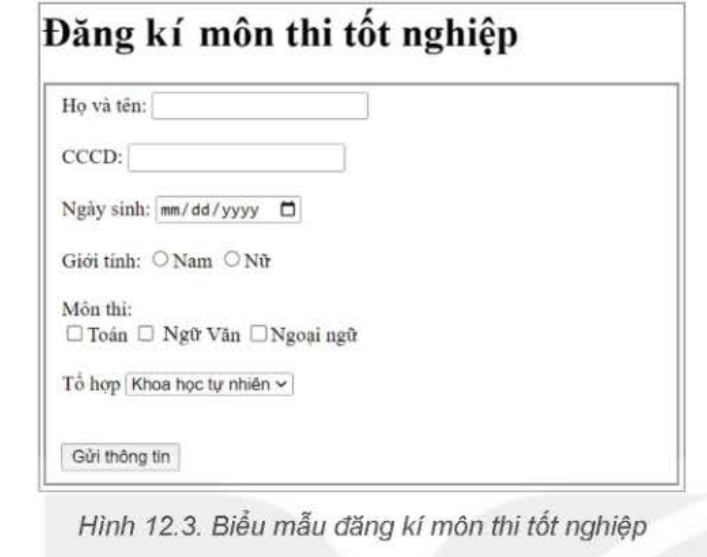 Đăng kí môn thi tốt nghiệp
Họ và tên:
CCCD:
Ngày sinh: mm/dd/yyyy
Giới tính: Nam Nữ
Môn thi:
Toán Ngữ Văn Ngoại ngữ
Tổ hợp Khoa học tự nhiên
Gửi thông tin
Hình 12.3. Biểu mẫu đăng kí môn thi tốt nghiệp